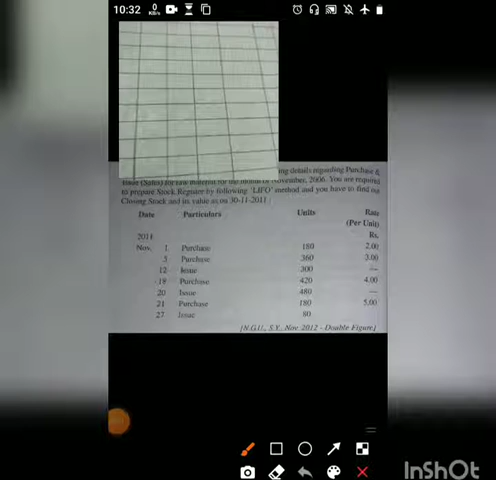 10:32 0 KB/s
ing details regarding Purchase &
Issue (Sales) for raw material for the month of November, 2006. You are required
to prepare Stock Register by following 'LIFO' method and you have to find out
Closing Stock and its value as on 30-11-2011
Date Particulars Units Rate
(Per Unit)
2011 Rs.
Nov. 1 Purchase 180 2.00
5 Purchase 360 3.00
12 Issue 300 —
19 Purchase 420 4.00
20 Issue 480 —
21 Purchase 180 5.00
27 Issue 80
[N.G.U., S.Y., Nov. 2012 - Double Figure]
InShOt